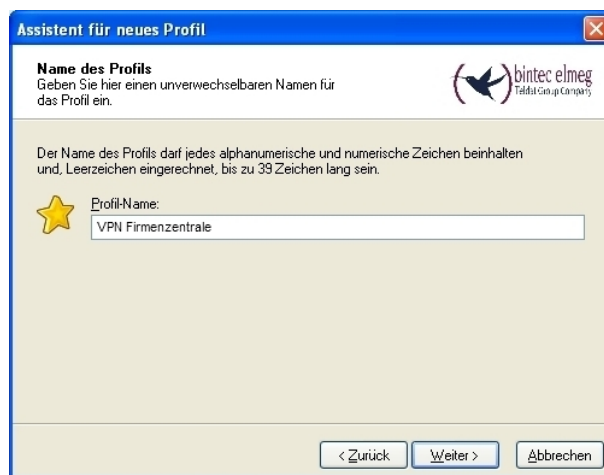 Assistent für neues Profil
Name des Profils
Geben Sie hier einen unverwechselbaren Namen für
das Profil ein.
bintec elmeg
Teldat Group Company
Der Name des Profils darf jedes alphanumerische und numerische Zeichen beinhalten
und, Leerzeichen eingerechnet, bis zu 39 Zeichen lang sein.
Profil-Name:
VPN Firmenzentrale
< Zurück
Weiter >
Abbrechen